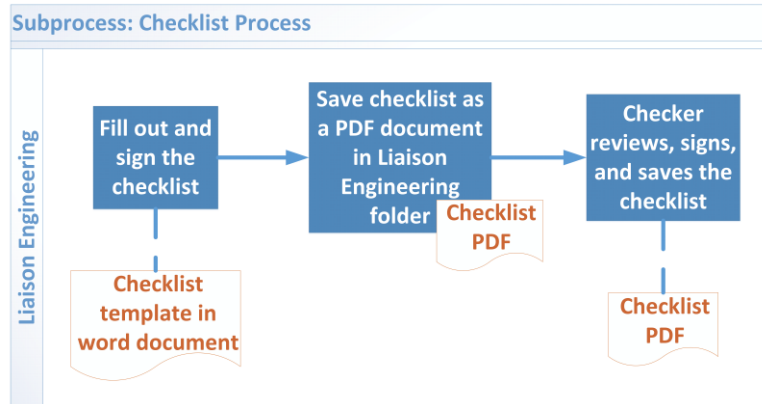 Subprocess: Checklist Process
Liaison Engineering
Fill out and
sign the
checklist
Save checklist as
a PDF document
in Liaison
Engineering
folder
Checker
reviews, signs,
and saves the
checklist
Checklist
template in
word document
Checklist
PDF
Checklist
PDF